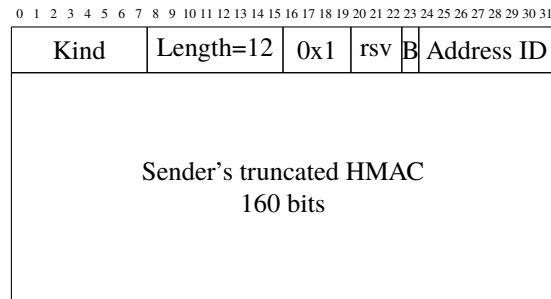 0 1 2 3 4 5 6 7 8 9 10 11 12 13 14 15 16 17 18 19 20 21 22 23 24 25 26 27 28 29 30 31
Kind Length=12 0x1 rsv B Address ID
Sender's truncated HMAC
160 bits